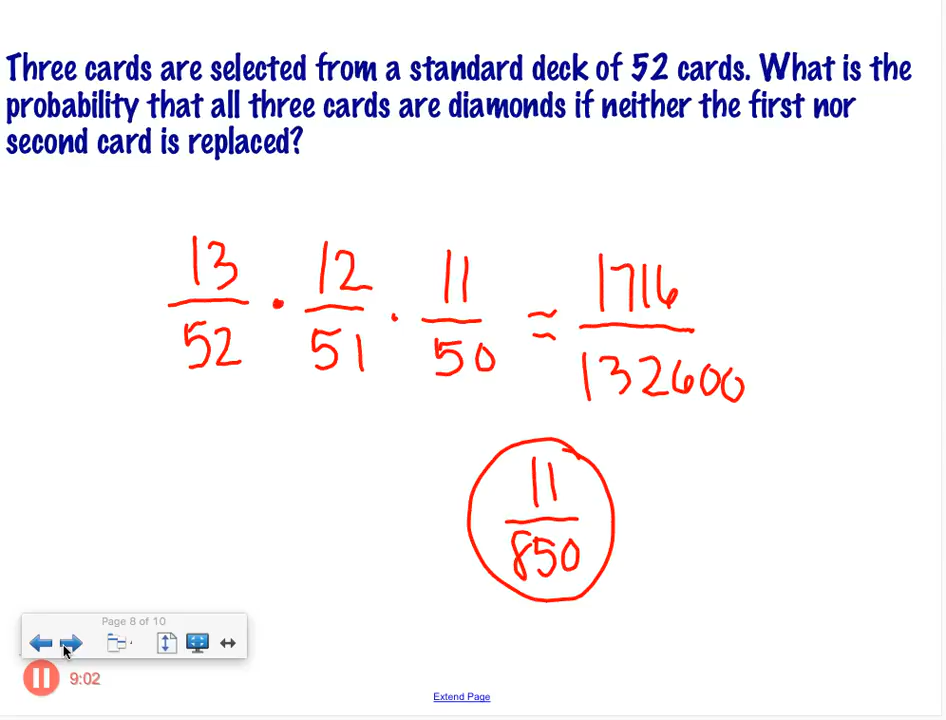 Three cards are selected from a standard deck of 52 cards. What is the
probability that all three cards are diamonds if neither the first nor
second card is replaced?
13/52 · 12/51 · 11/50 ≈ 1716/132600
11/850
Page 8 of 10
9:02
Extend Page